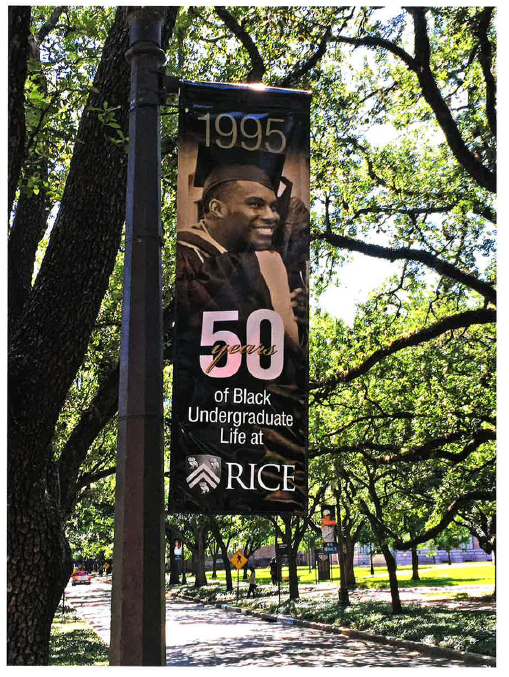 1995
50
years
of Black
Undergraduate
Life at
RICE